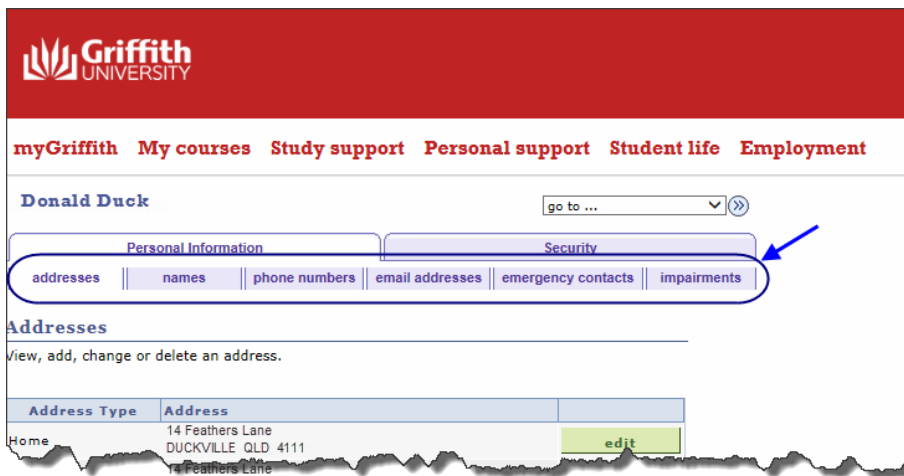 Griffith
UNIVERSITY
myGriffith My courses Study support Personal support Student life Employment
Donald Duck
go to ...
Personal Information Security
addresses names phone numbers email addresses emergency contacts impairments
Addresses
View, add, change or delete an address.
Address Type Address
Home 14 Feathers Lane
DUCKVILLE QLD 4111
edit
14 Feathers Lane